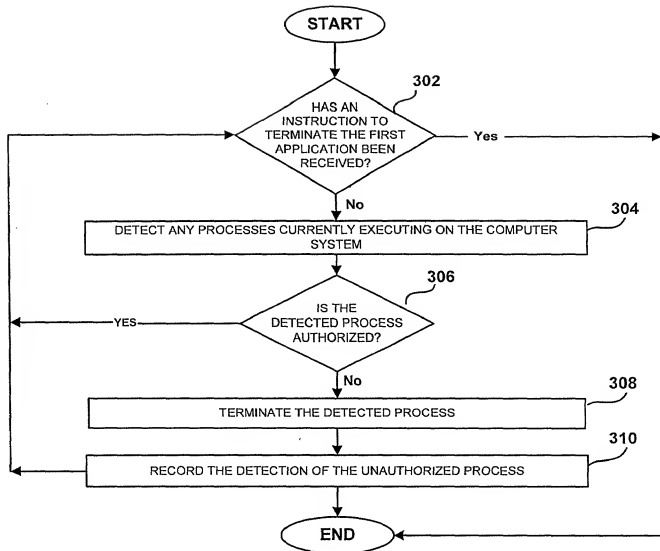 START
302
HAS AN
INSTRUCTION TO
TERMINATE THE FIRST
APPLICATION BEEN
RECEIVED?
Yes
No
304
DETECT ANY PROCESSES CURRENTLY EXECUTING ON THE COMPUTER
SYSTEM
306
IS THE
DETECTED PROCESS
AUTHORIZED?
YES
No
308
TERMINATE THE DETECTED PROCESS
310
RECORD THE DETECTION OF THE UNAUTHORIZED PROCESS
END